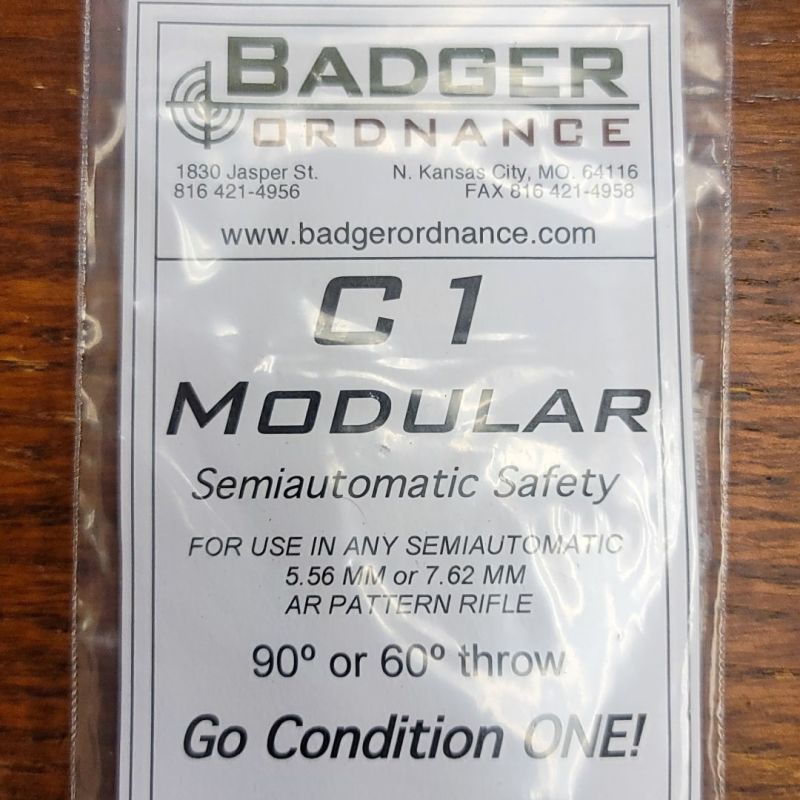 BADGER
ORDNANCE
1830 Jasper St. N. Kansas City, MO. 64116
816 421-4956 FAX 816 421-4958
www.badgerordnance.com
C1
MODULAR
Semiautomatic Safety
FOR USE IN ANY SEMIAUTOMATIC
5.56 MM or 7.62 MM
AR PATTERN RIFLE
90º or 60º throw
Go Condition ONE!